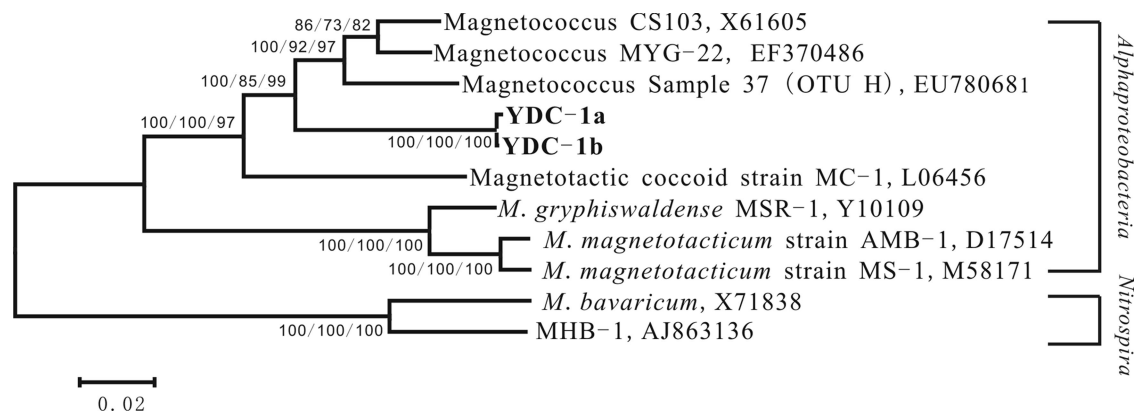 86/73/82
Magnetococcus CS103, X61605
100/92/97
Magnetococcus MYG-22, EF370486
100/85/99
Magnetococcus Sample 37 (OTU H), EU780681
100/100/97
YDC-1a
100/100/100
YDC-1b
Magnetotactic coccoid strain MC-1, L06456
M. gryphiswaldense MSR-1, Y10109
100/100/100
M. magnetotacticum strain AMB-1, D17514
100/100/100
M. magnetotacticum strain MS-1, M58171
M. bavaricum, X71838
100/100/100
MHB-1, AJ863136
Alphaproteobacteria
Nitrospira
0.02